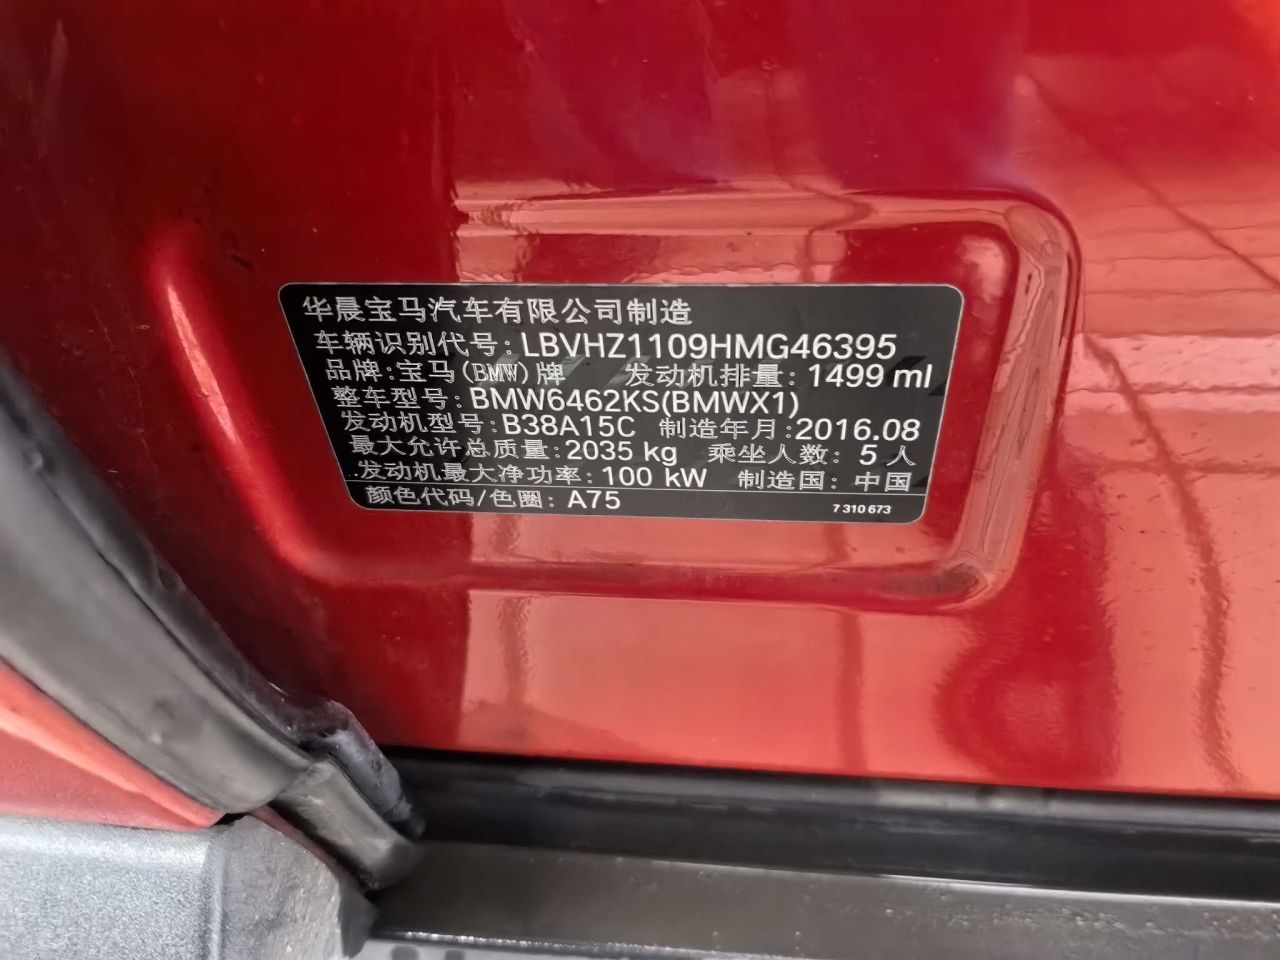 华晨宝马汽车有限公司制造
车辆识别代号: LBVHZ1109HMG46395
品牌: 宝马(BMW)牌 发动机排量: 1499 ml
整车型号: BMW6462KS(BMWX1)
发动机型号: B38A15C 制造年月: 2016.08
最大允许总质量: 2035 kg 乘坐人数: 5 人
发动机最大净功率: 100 kW 制造国: 中国
颜色代码/色圈: A75 7 310 673